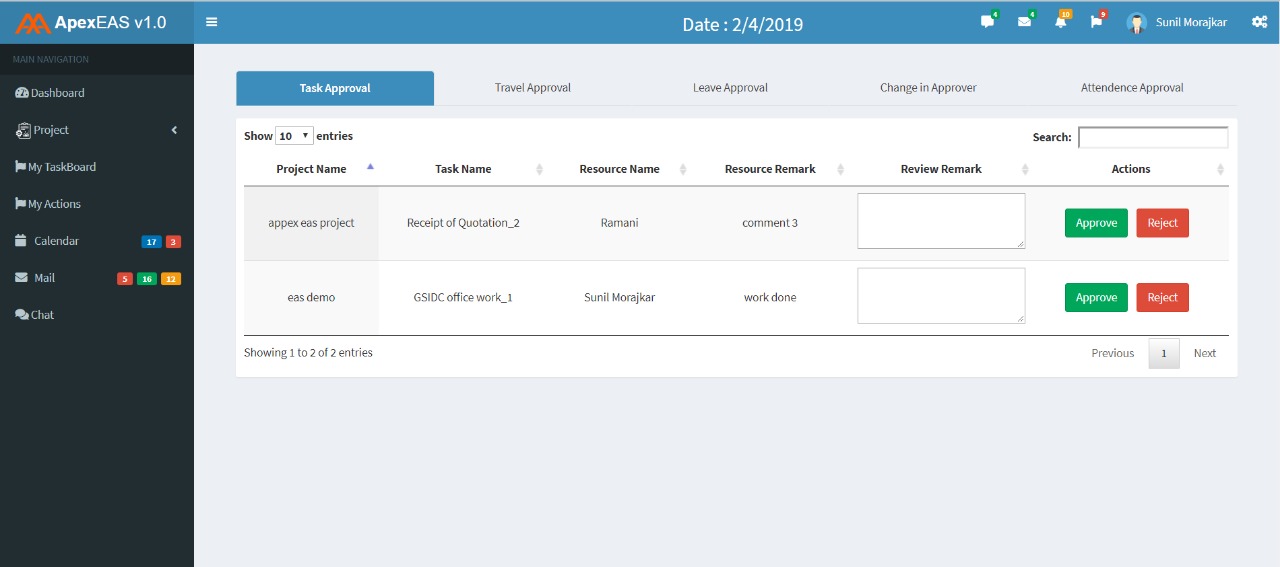 ApexEAS v1.0
Date : 2/4/2019
4
4
10
9
Sunil Morajkar
MAIN NAVIGATION
Dashboard
Project
My TaskBoard
My Actions
Calendar 17 3
Mail 5 16 12
Chat
Task Approval Travel Approval Leave Approval Change in Approver Attendence Approval
Show 10 entries Search:
Project Name Task Name Resource Name Resource Remark Review Remark Actions
appex eas project Receipt of Quotation_2 Ramani comment 3 Approve Reject
eas demo GSIDC office work_1 Sunil Morajkar work done Approve Reject
Showing 1 to 2 of 2 entries Previous 1 Next